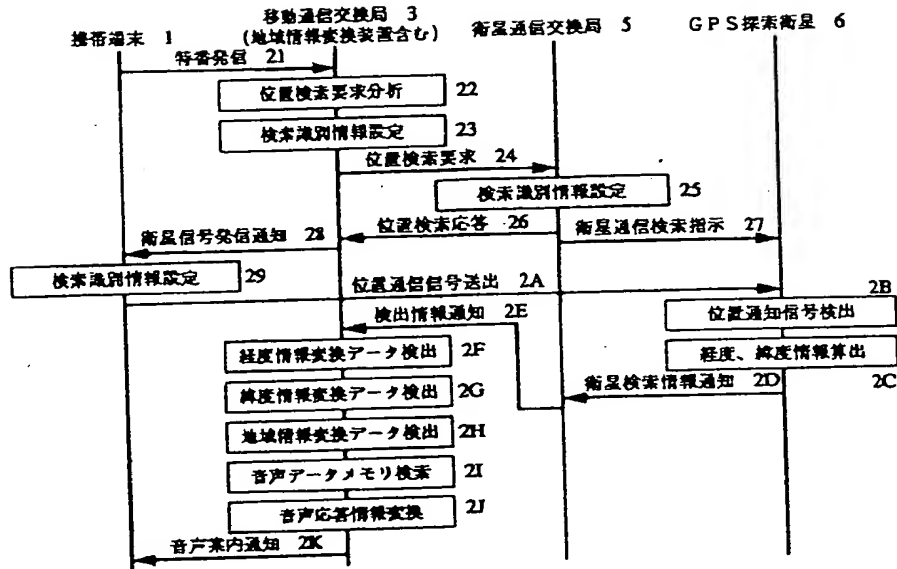 移動通信交換局 3
携帯端末 1
(地域情報変換装置含む)
衛星通信交換局 5
GPS探索衛星 6
特番発信 21
位置検索要求分析 22
検索識別情報設定 23
位置検索要求 24
検索識別情報設定 25
位置検索応答 26
衛星通信検索指示 27
衛星信号発信通知 28
検索識別情報設定 29
位置通信信号送出 2A
2B
位置通知信号検出
検出情報通知 2E
経度情報変換データ検出 2F
経度、緯度情報算出
衛星検索情報通知 2D
2C
緯度情報変換データ検出 2G
地域情報変換データ検出 2H
音声データメモリ検索 2I
音声応答情報変換 2J
音声案内通知 2K